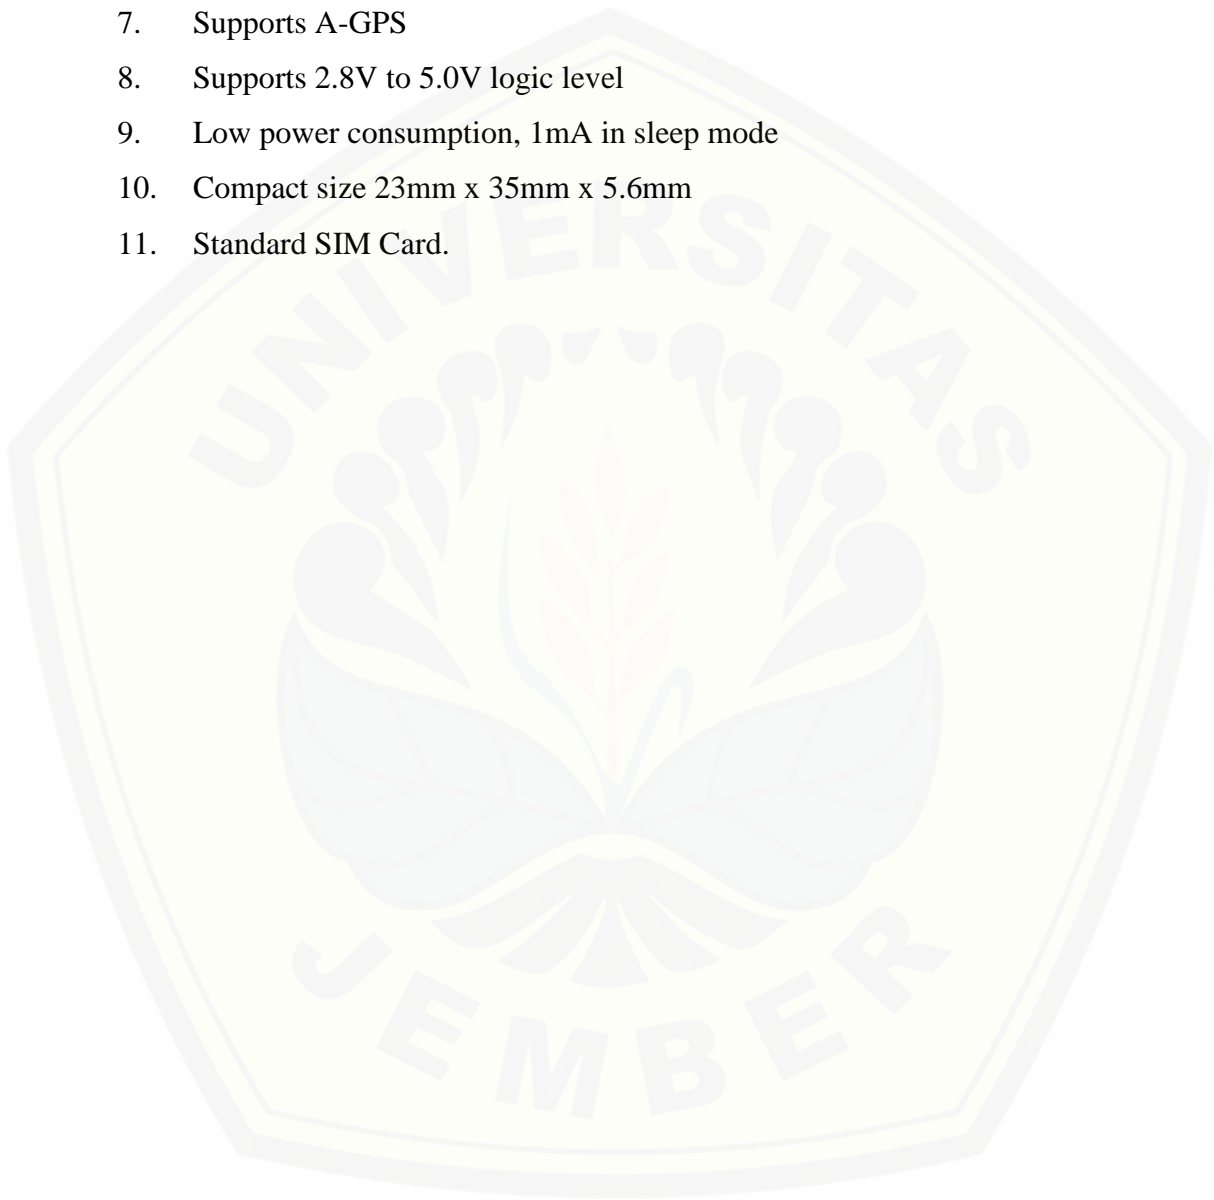 7. Supports A-GPS
8. Supports 2.8V to 5.0V logic level
9. Low power consumption, 1mA in sleep mode
10. Compact size 23mm x 35mm x 5.6mm
11. Standard SIM Card.
UNIVERSITAS
JEMBER